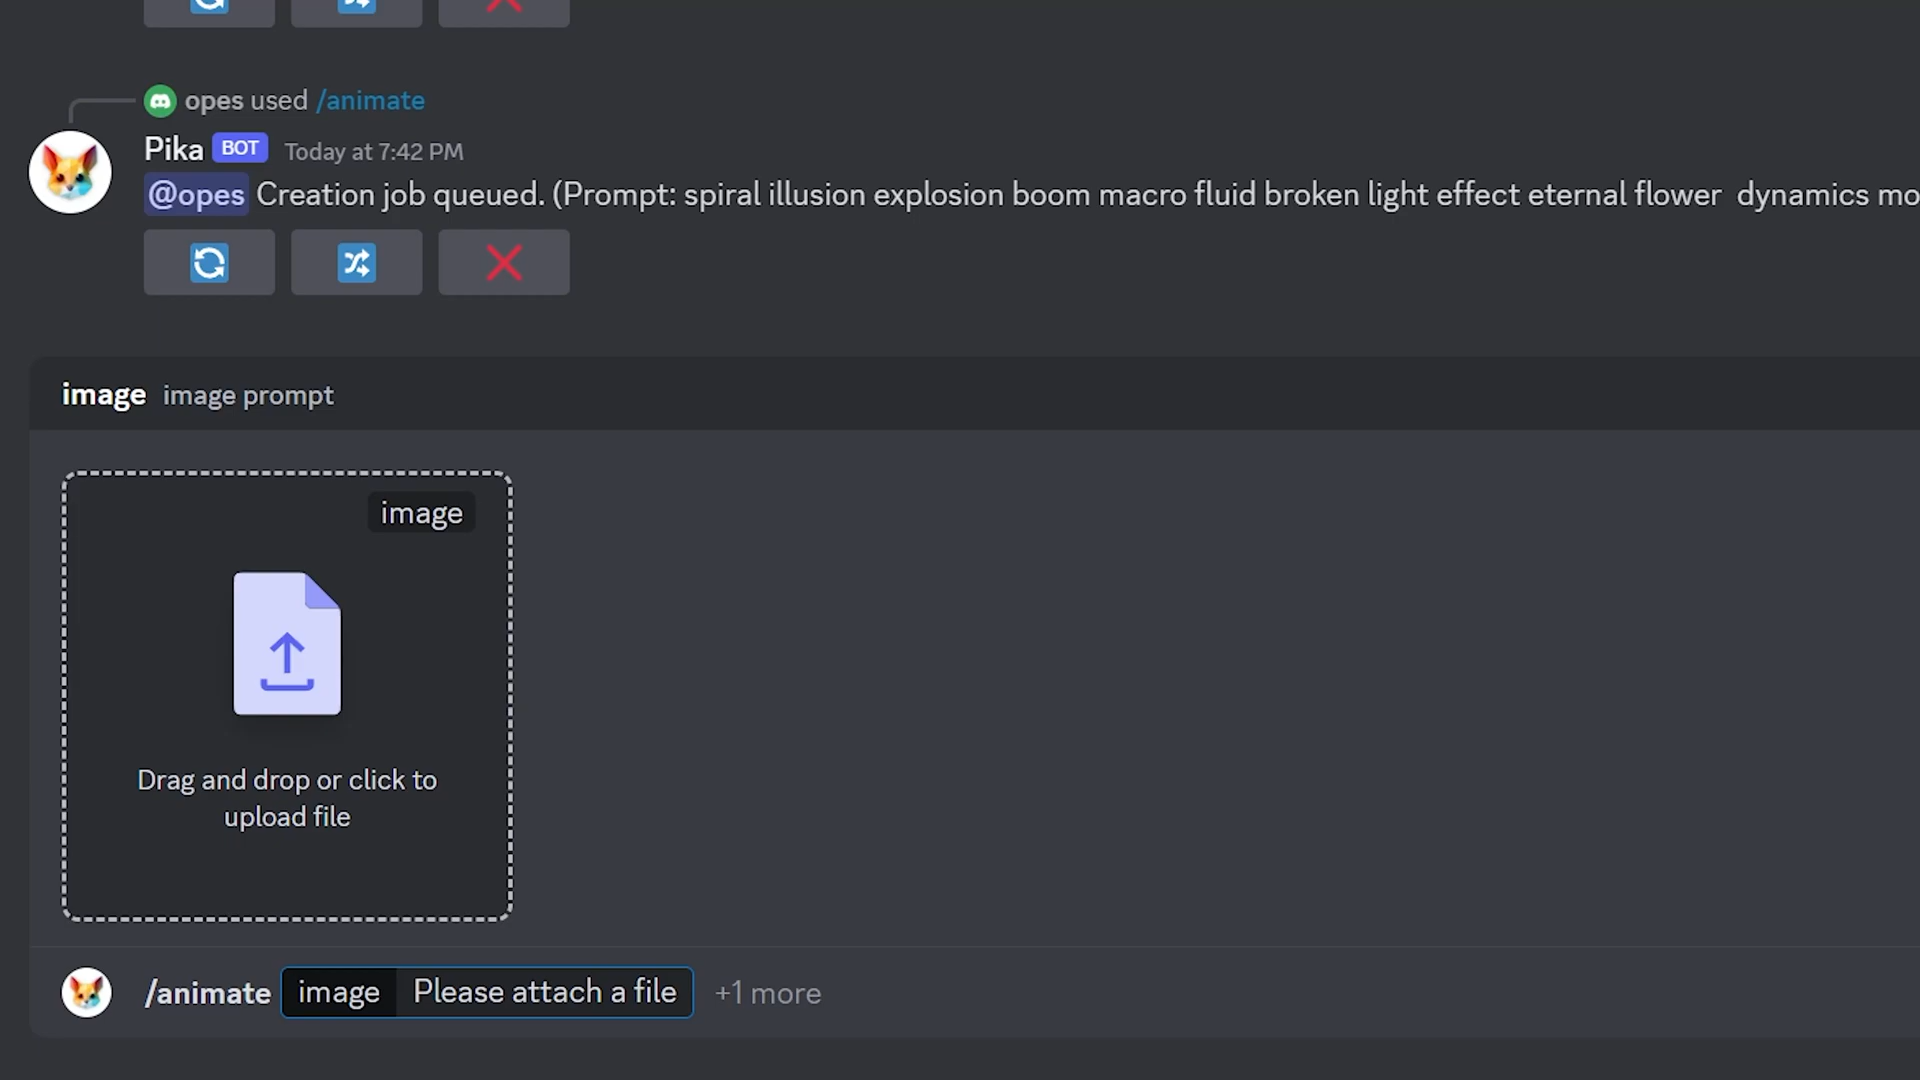 opes used /animate
Pika BOT Today at 7:42 PM
@opes Creation job queued. (Prompt: spiral illusion explosion boom macro fluid broken light effect eternal flower dynamics mo
image image prompt
image
Drag and drop or click to
upload file
/animate image Please attach a file +1 more